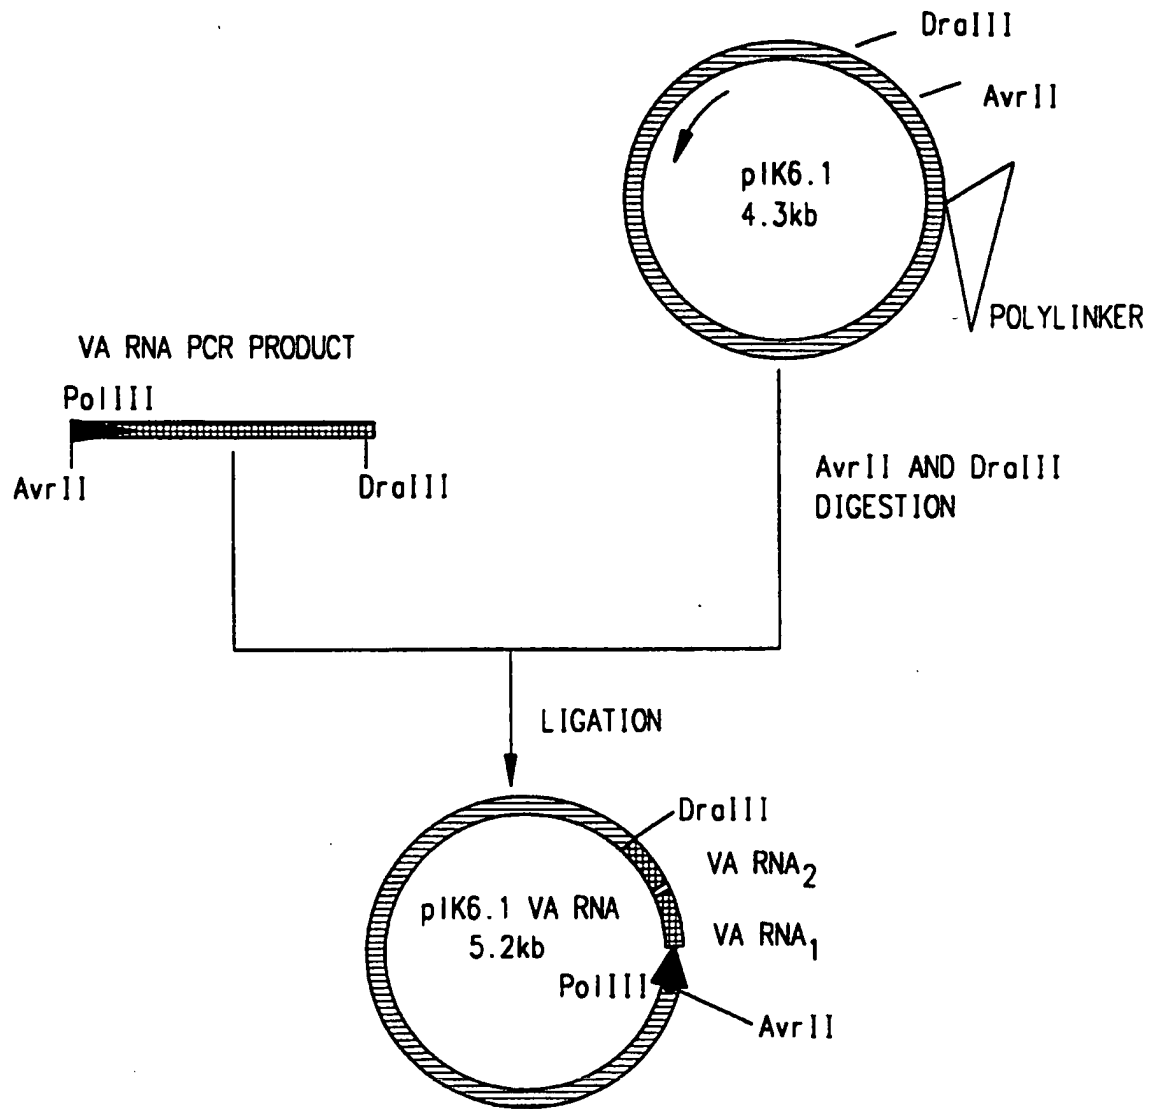 DraIII
AvrII
pIK6.1
4.3kb
POLYLINKER
VA RNA PCR PRODUCT
PolIII
AvrII
DraIII
AvrII AND DraIII
DIGESTION
LIGATION
DraIII
VA RNA2
pIK6.1 VA RNA
5.2kb
VA RNA1
PolIII
AvrII